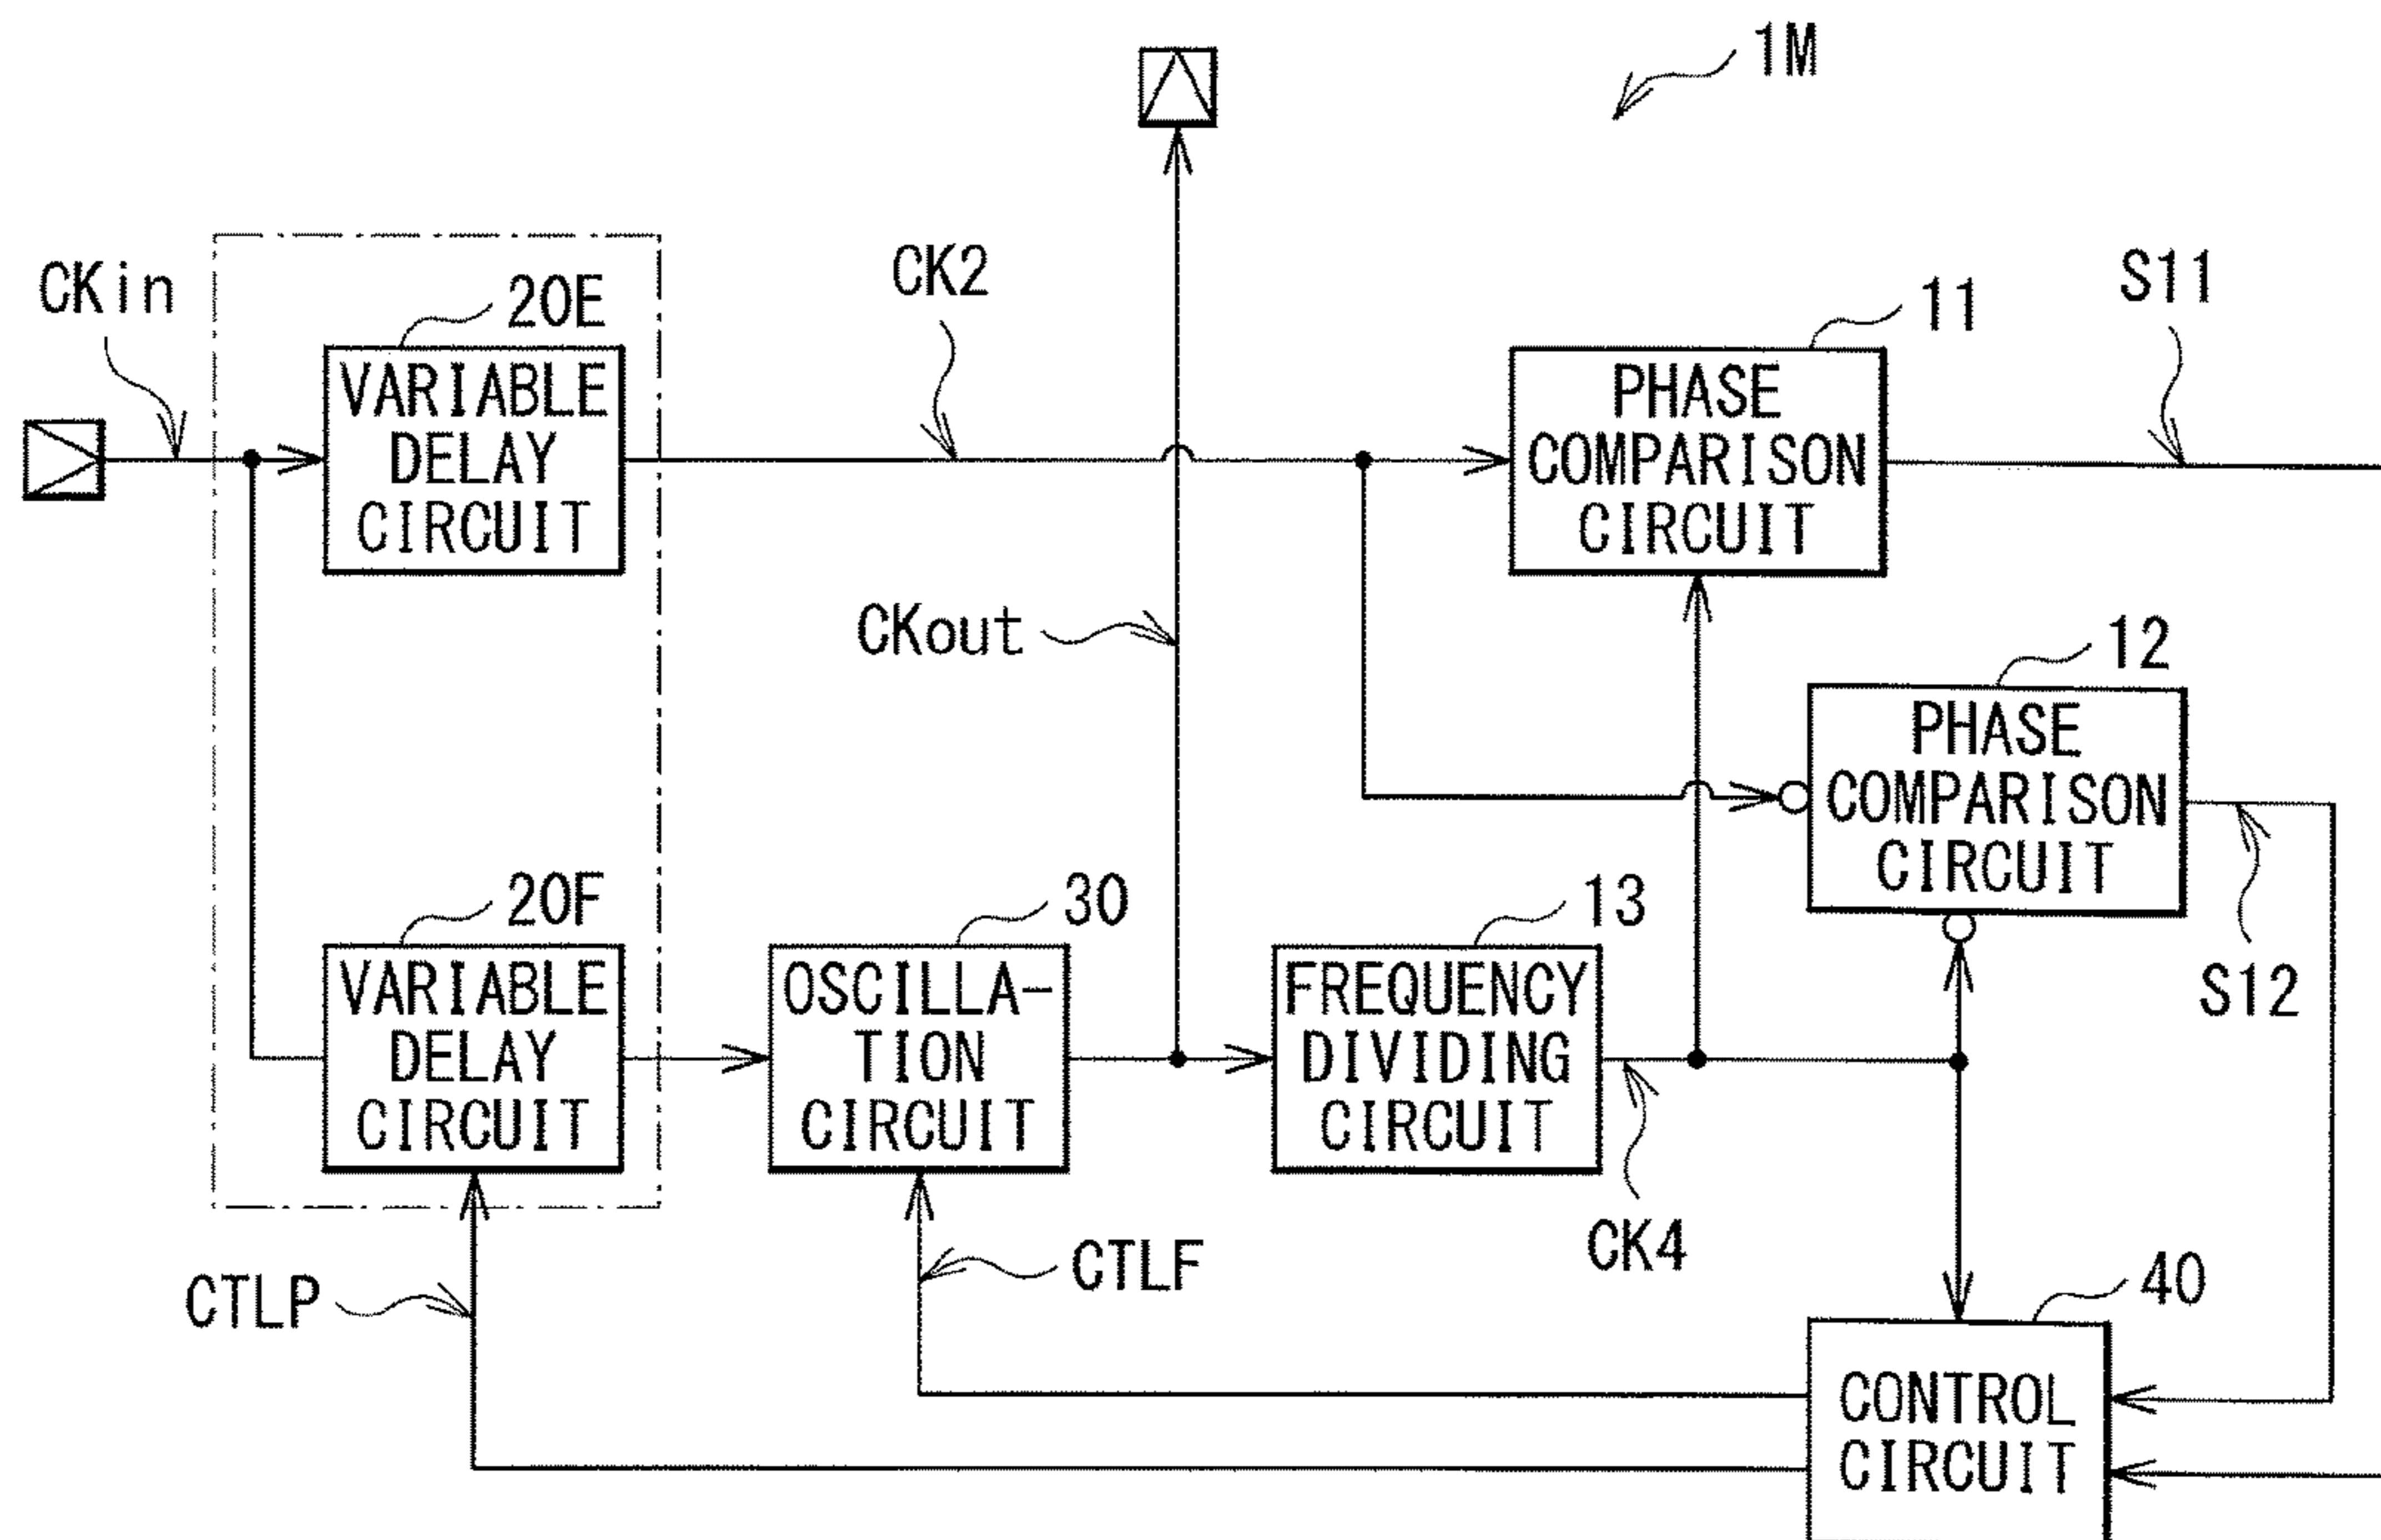 1M
CKin
20E
CK2
11
S11
VARIABLE
DELAY
CIRCUIT
PHASE
COMPARISON
CIRCUIT
CKout
12
PHASE
COMPARISON
CIRCUIT
20F
30
13
S12
VARIABLE
DELAY
CIRCUIT
OSCILLA-
TION
CIRCUIT
FREQUENCY
DIVIDING
CIRCUIT
CTLP
CTLF
CK4
40
CONTROL
CIRCUIT